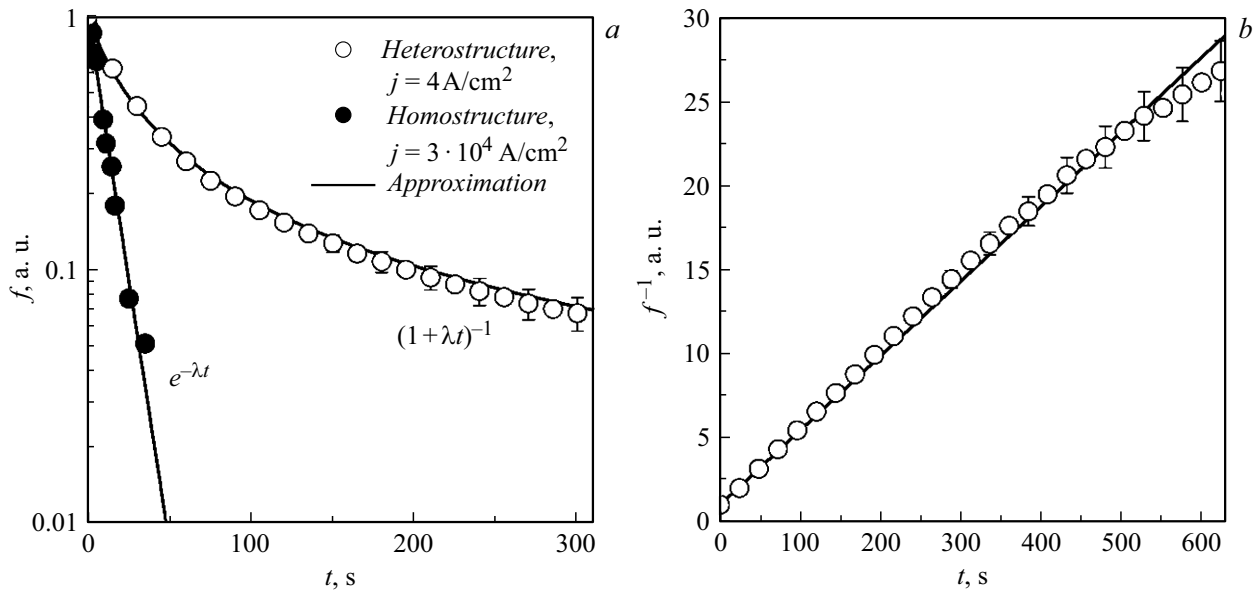 a
1
0.1
0.01
f, a. u.
Heterostructure,
j = 4 A/cm²
Homostructure,
j = 3 · 10⁴ A/cm²
Approximation
(1 + λt)⁻¹
e^−λt
0 100 200 300
t, s
b
30
25
20
15
10
5
0
f⁻¹, a. u.
0 100 200 300 400 500 600
t, s